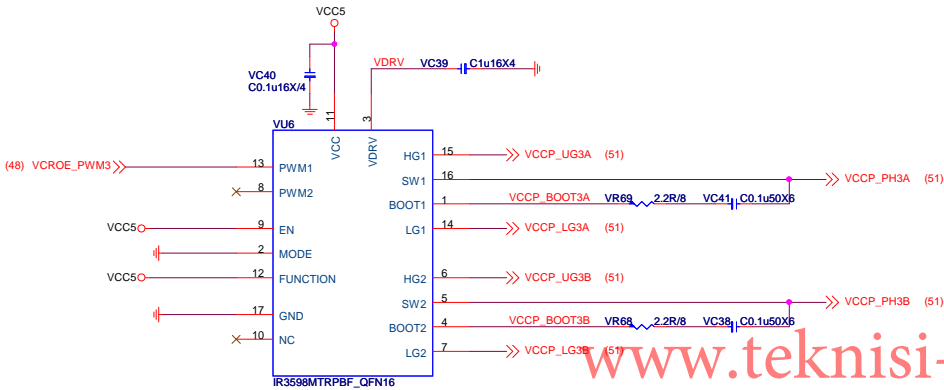 VCC5
VC40
C0.1u16X/4
VDRV VC39 C1u16X4
VU6
11 VCC
3 VDRV
(48) VCROE_PWM3 13 PWM1
8 PWM2
VCC5 9 EN
2 MODE
VCC5 12 FUNCTION
17 GND
10 NC
HG1 15 VCCP_UG3A (51)
SW1 16 VCCP_PH3A (51)
BOOT1 1 VCCP_BOOT3A VR69 2.2R/8 VC41 C0.1u50X6
LG1 14 VCCP_LG3A (51)
HG2 6 VCCP_UG3B (51)
SW2 5 VCCP_PH3B (51)
BOOT2 4 VCCP_BOOT3B VR68 2.2R/8 VC38 C0.1u50X6
LG2 7 VCCP_LG3B (51)
IR3598MTRPBF_QFN16
www.teknisi-